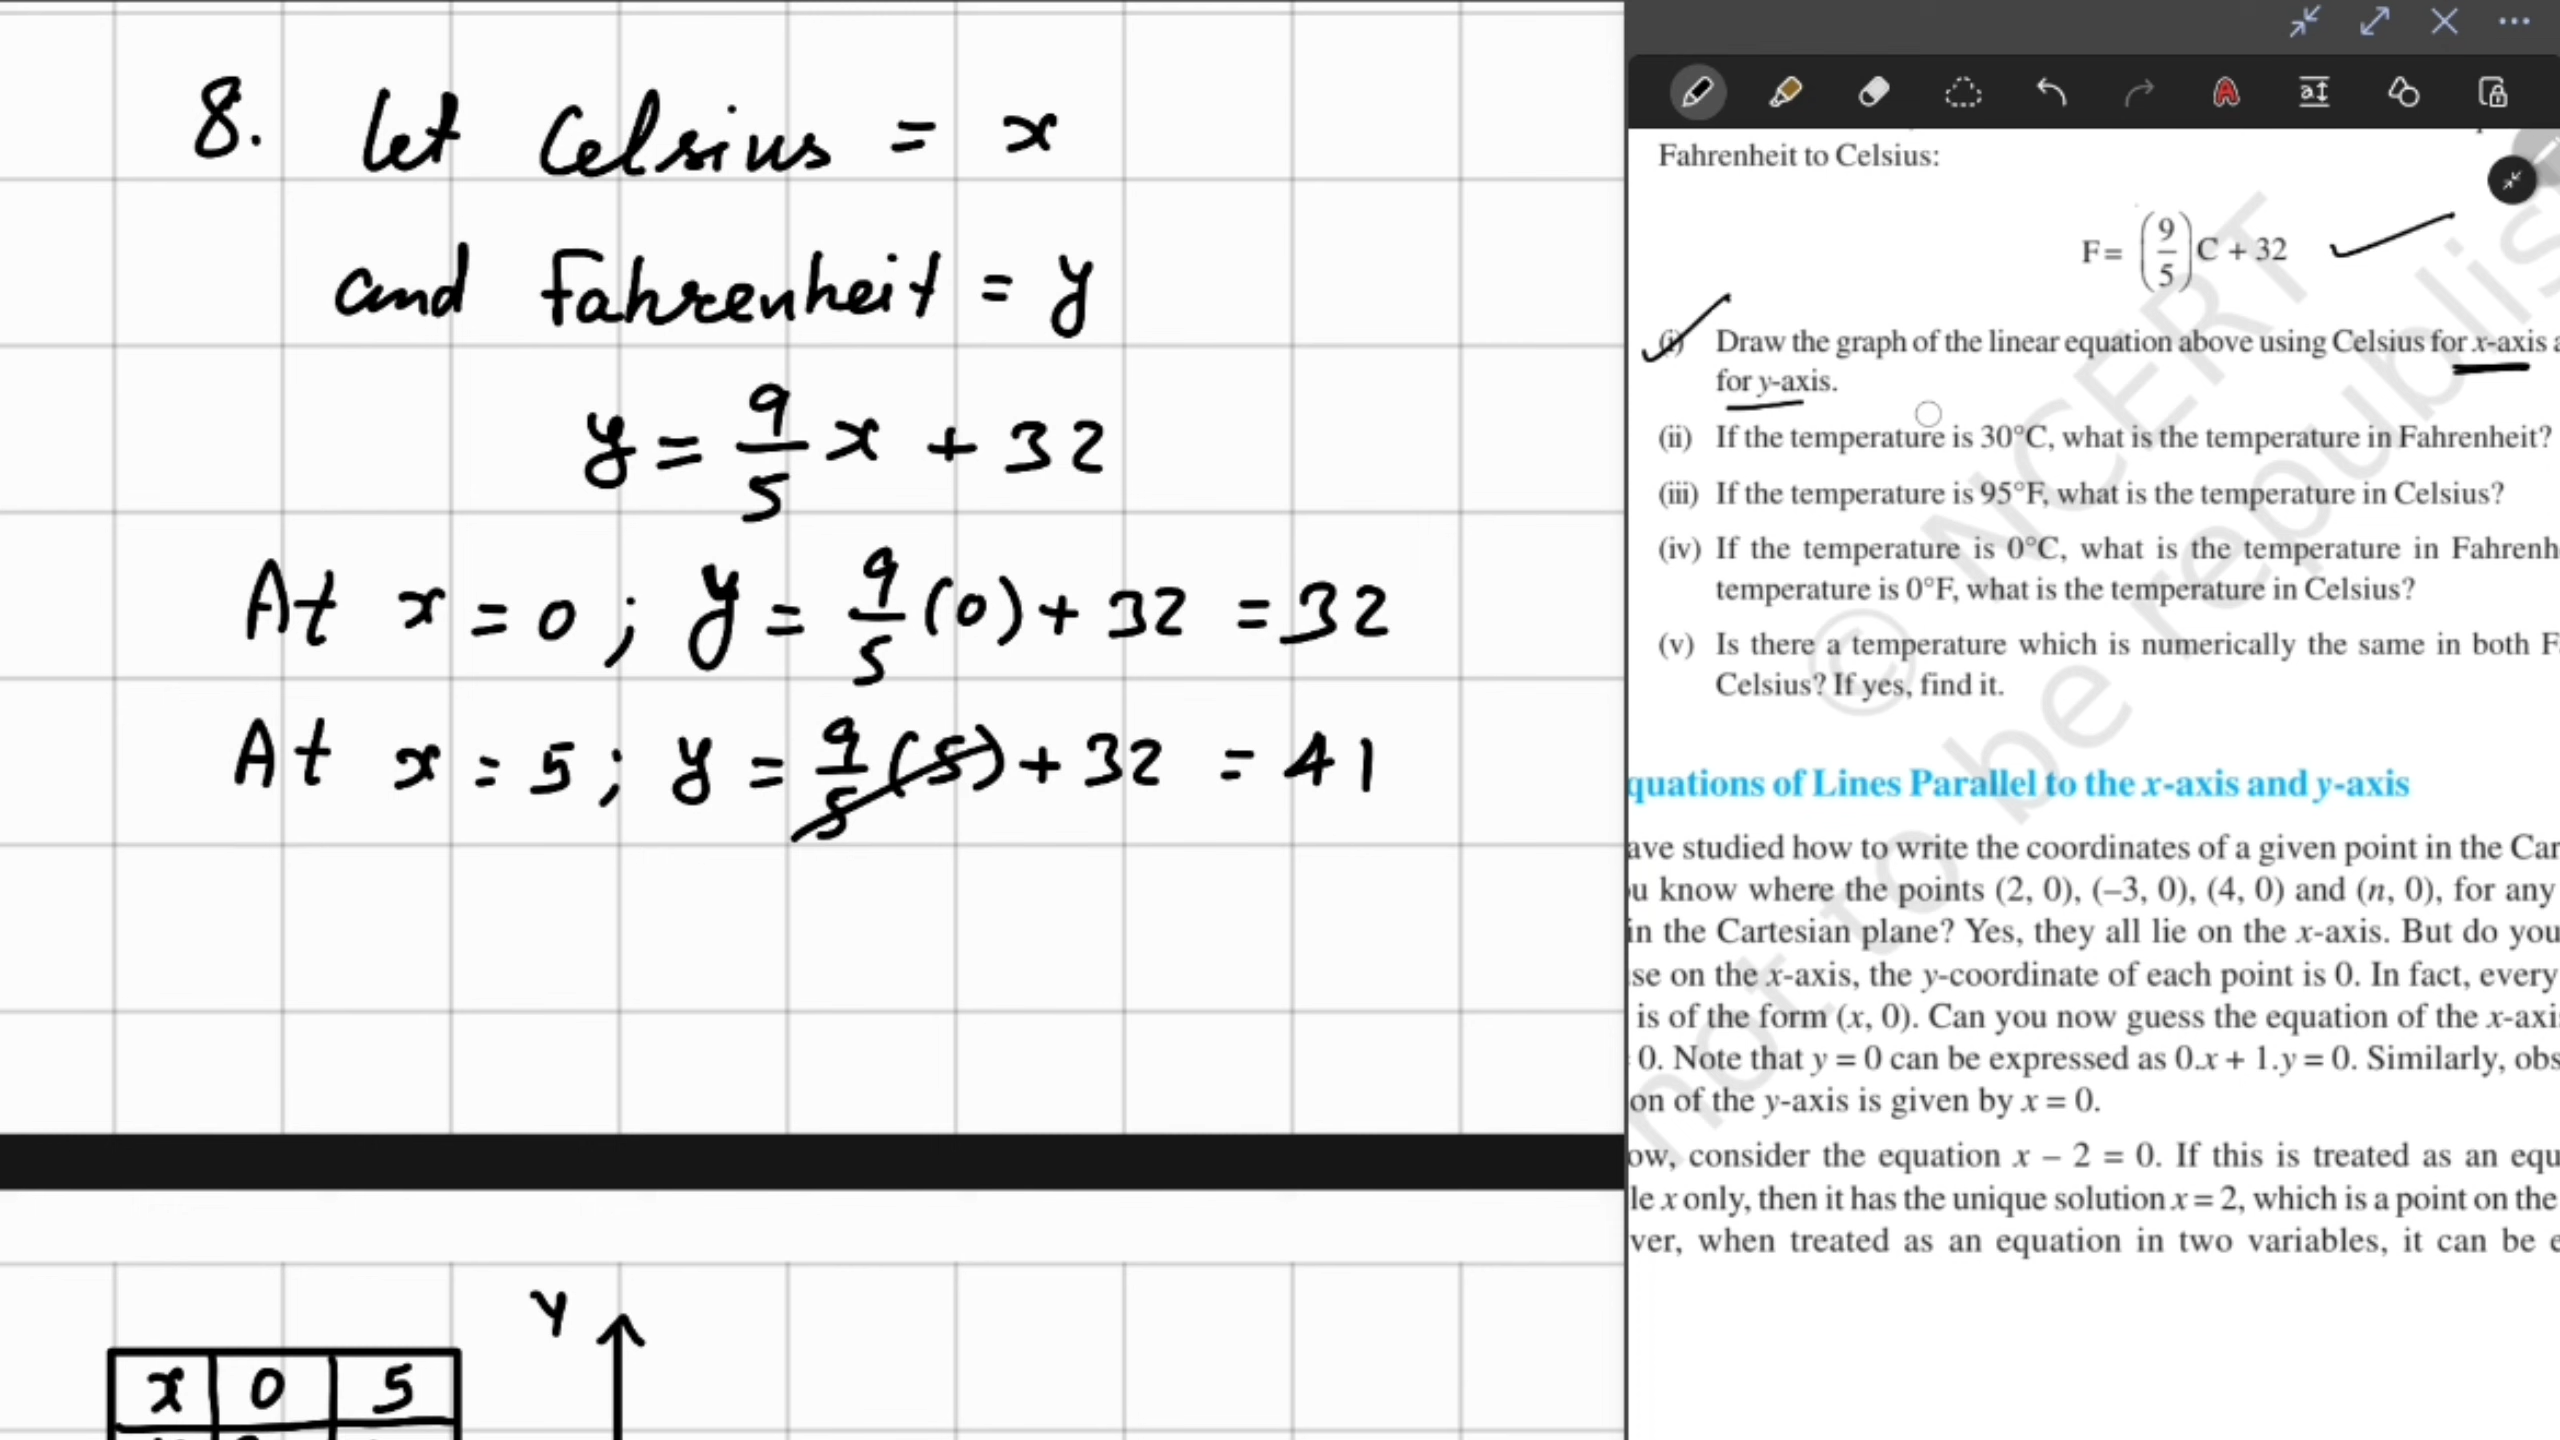 8. Let Celsius = x
and Fahrenheit = y
y = 9/5 x + 32
At x = 0 ; y = 9/5 (0) + 32 = 32
At x = 5 ; y = 9/5 (5) + 32 = 41
Y
x 0 5
Fahrenheit to Celsius:
F = (9/5) C + 32
(i) Draw the graph of the linear equation above using Celsius for x-axis a
for y-axis.
(ii) If the temperature is 30°C, what is the temperature in Fahrenheit?
(iii) If the temperature is 95°F, what is the temperature in Celsius?
(iv) If the temperature is 0°C, what is the temperature in Fahrenh
temperature is 0°F, what is the temperature in Celsius?
(v) Is there a temperature which is numerically the same in both F
Celsius? If yes, find it.
quations of Lines Parallel to the x-axis and y-axis
ave studied how to write the coordinates of a given point in the Car
u know where the points (2, 0), (–3, 0), (4, 0) and (n, 0), for any
in the Cartesian plane? Yes, they all lie on the x-axis. But do you
se on the x-axis, the y-coordinate of each point is 0. In fact, every
is of the form (x, 0). Can you now guess the equation of the x-axi
0. Note that y = 0 can be expressed as 0.x + 1.y = 0. Similarly, obs
on of the y-axis is given by x = 0.
ow, consider the equation x – 2 = 0. If this is treated as an equ
le x only, then it has the unique solution x = 2, which is a point on the
ver, when treated as an equation in two variables, it can be e
© NCERT
not to be republis